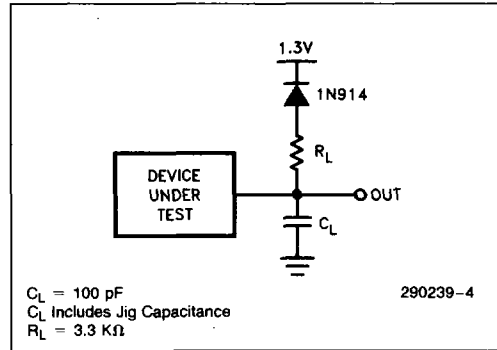 1.3V
1N914
RL
DEVICE
UNDER
TEST
OUT
CL
CL = 100 pF
CL Includes Jig Capacitance
RL = 3.3 KΩ
290239-4